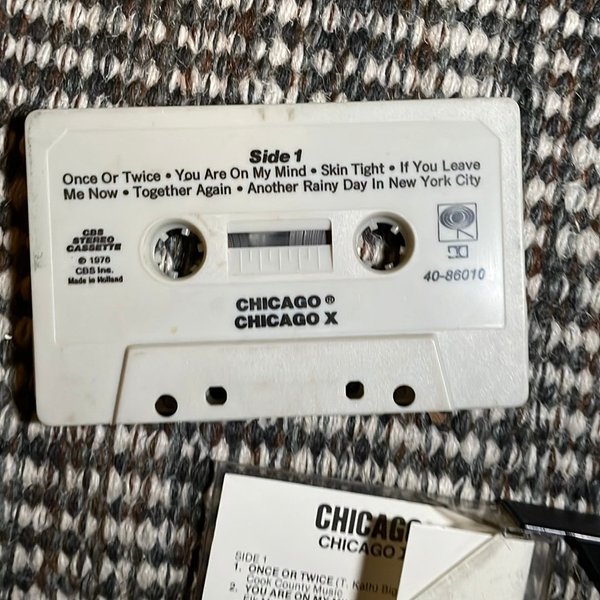 Side 1
Once Or Twice • You Are On My Mind • Skin Tight • If You Leave
Me Now • Together Again • Another Rainy Day In New York City
CBS
STEREO
CASSETTE
℗ 1976
CBS Inc.
Made in Holland
40-86010
CHICAGO ®
CHICAGO X
CHICAGO
CHICAGO
SIDE 1
1. ONCE OR TWICE (T. Kath) Big
Cook County Music
2. YOU ARE ON MY